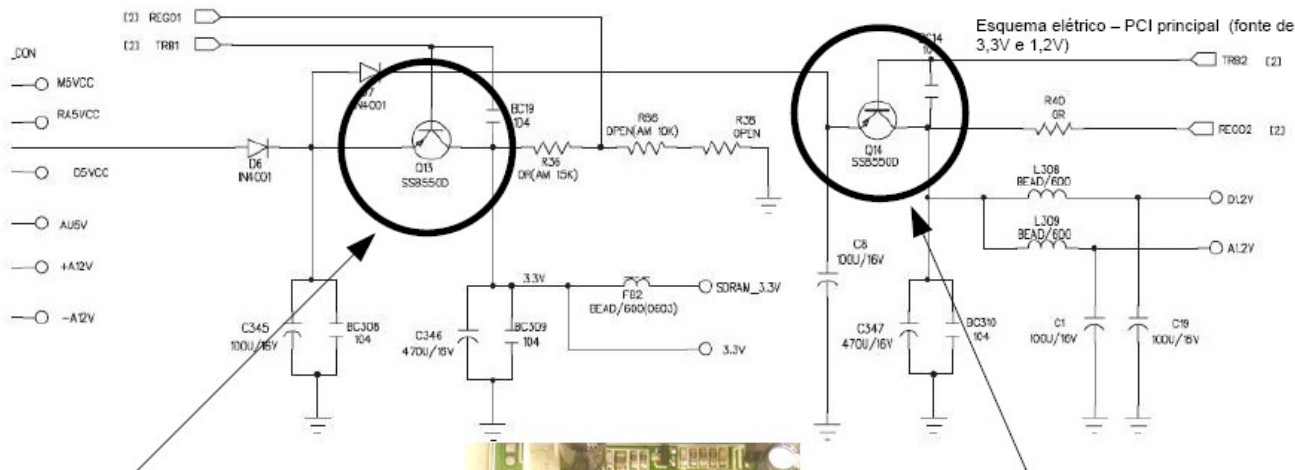 [2] REGO1
[2] TRB1
Esquema elétrico – PCI principal (fonte de
3,3V e 1,2V)
_CON
M5VCC
RA5VCC
D5VCC
AU5V
+A12V
-A12V
D6
IN4001
IN4001
Q13
SS8550D
BC19
104
R36
0R(AM 15K)
R66
OPEN(AM 10K)
R38
OPEN
Q14
SS8550D
TRB2 [2]
R40
0R
REGO2 [2]
L308
BEAD/600
L309
BEAD/600
D1.2V
A1.2V
C345
100U/16V
BC308
104
C346
470U/16V
BC309
104
3.3V
FB2
BEAD/600(0603)
SDRAM_3.3V
3.3V
C8
100U/16V
C347
470U/16V
BC310
104
C1
100U/16V
C19
100U/16V